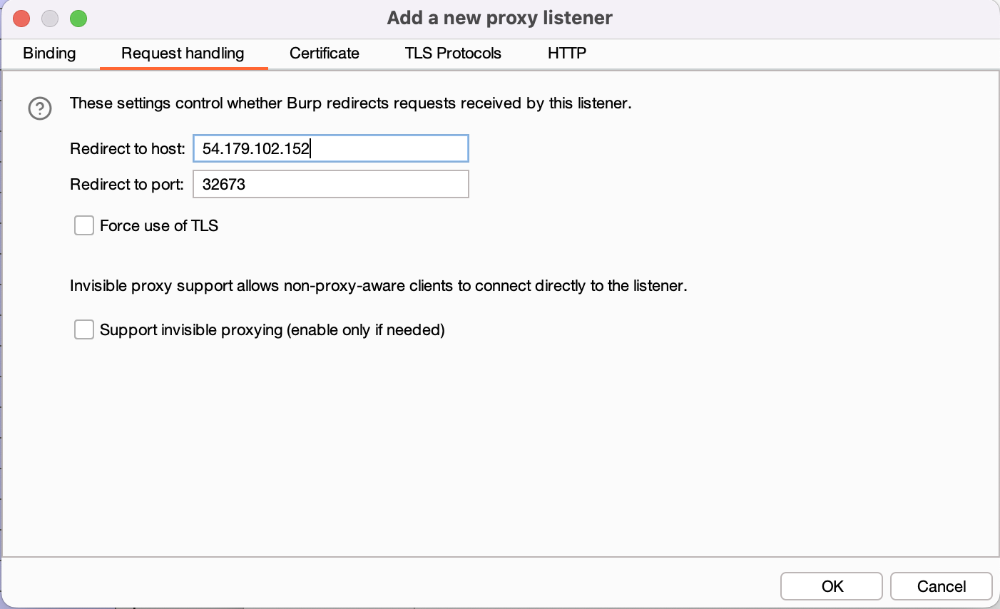 Add a new proxy listener
Binding Request handling Certificate TLS Protocols HTTP
These settings control whether Burp redirects requests received by this listener.
Redirect to host: 54.179.102.152
Redirect to port: 32673
Force use of TLS
Invisible proxy support allows non-proxy-aware clients to connect directly to the listener.
Support invisible proxying (enable only if needed)
OK Cancel